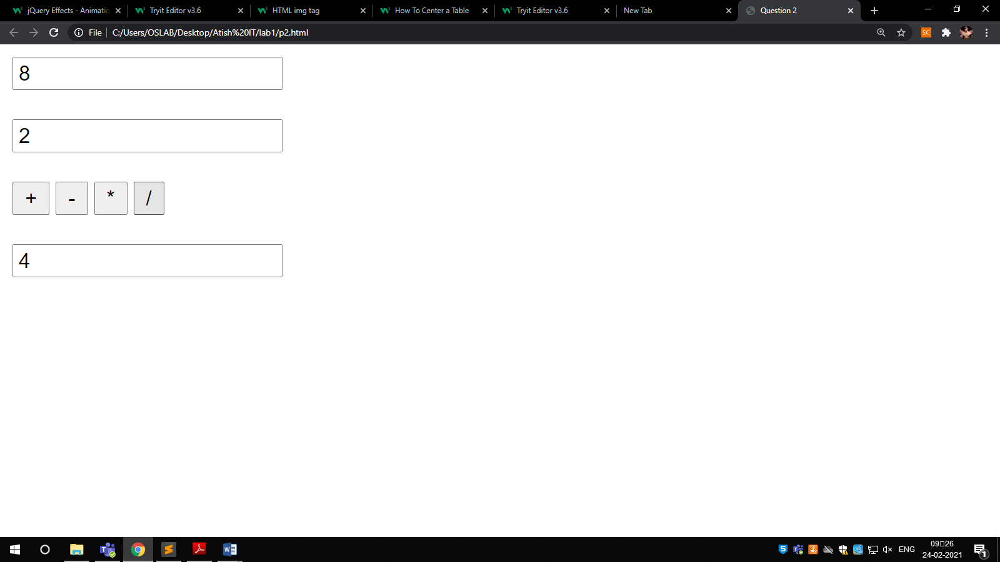 jQuery Effects - Animatio
Tryit Editor v3.6
HTML img tag
How To Center a Table
Tryit Editor v3.6
New Tab
Question 2
File
C:/Users/OSLAB/Desktop/Atish%20IT/lab1/p2.html
SC
8
2
+ - * /
4
ENG
09□26
24-02-2021
1